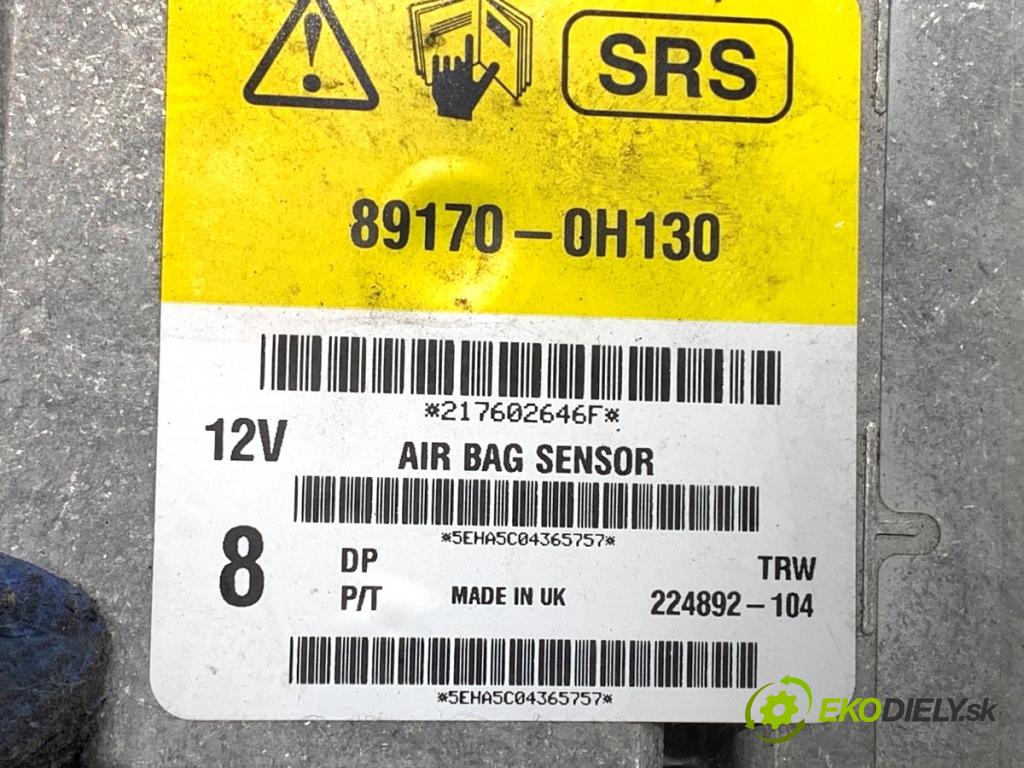 SRS
89170-0H130
*217602646F*
12V
AIR BAG SENSOR
*5EHA5C04365757*
8
DP
TRW
P/T
MADE IN UK
224892-104
*5EHA5C04365757*
EKODIELY.sk